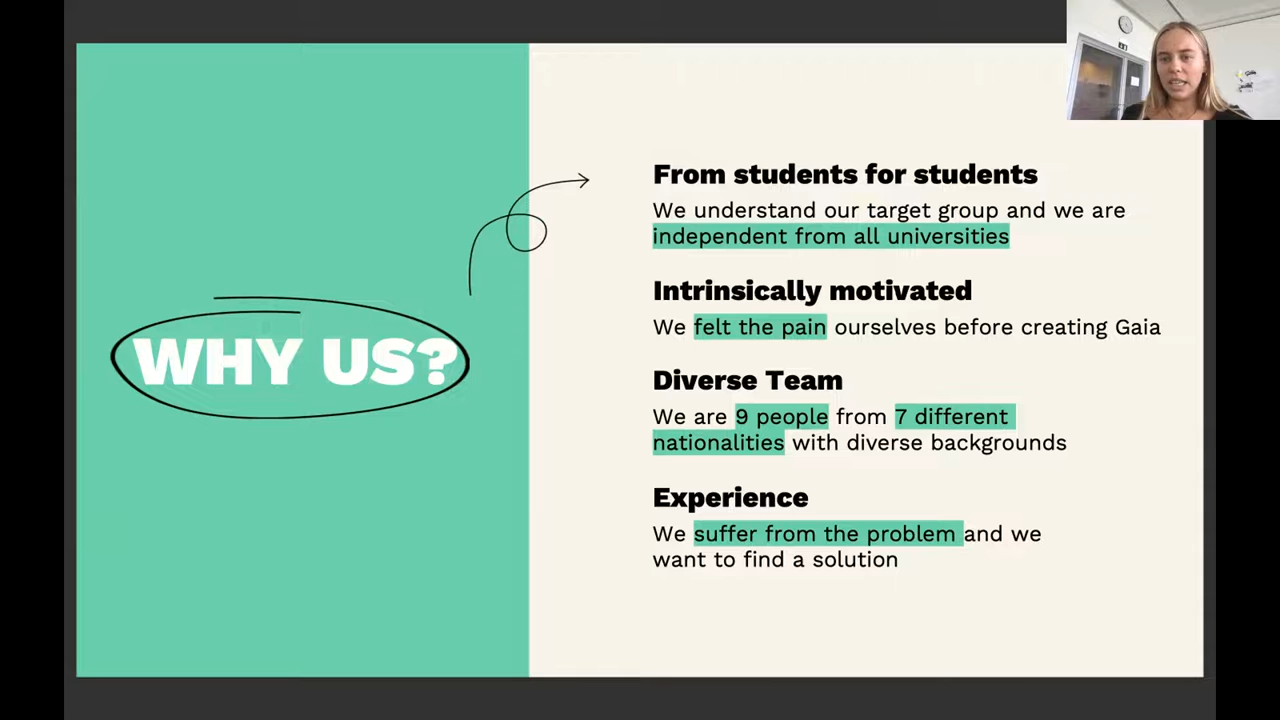 WHY US?
From students for students
We understand our target group and we are
independent from all universities
Intrinsically motivated
We felt the pain ourselves before creating Gaia
Diverse Team
We are 9 people from 7 different
nationalities with diverse backgrounds
Experience
We suffer from the problem and we
want to find a solution